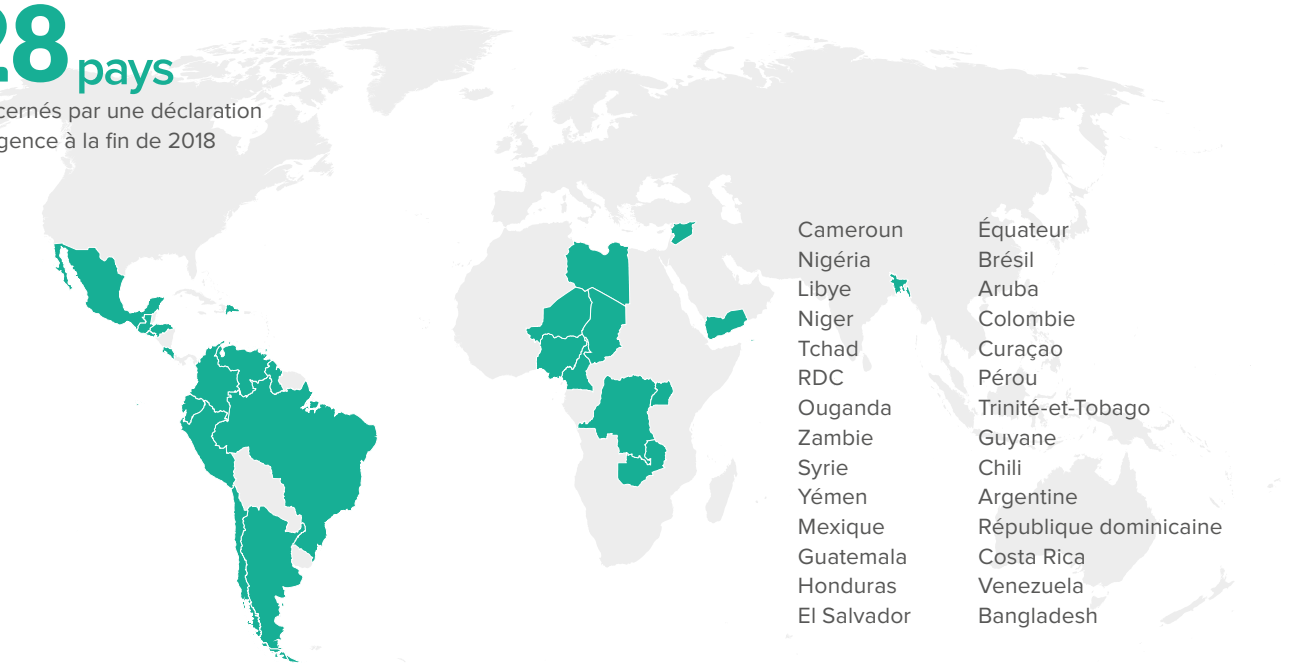 28 pays
cernés par une déclaration
gence à la fin de 2018
Cameroun
Nigéria
Libye
Niger
Tchad
RDC
Ouganda
Zambie
Syrie
Yémen
Mexique
Guatemala
Honduras
El Salvador
Équateur
Brésil
Aruba
Colombie
Curaçao
Pérou
Trinité-et-Tobago
Guyane
Chili
Argentine
République dominicaine
Costa Rica
Venezuela
Bangladesh